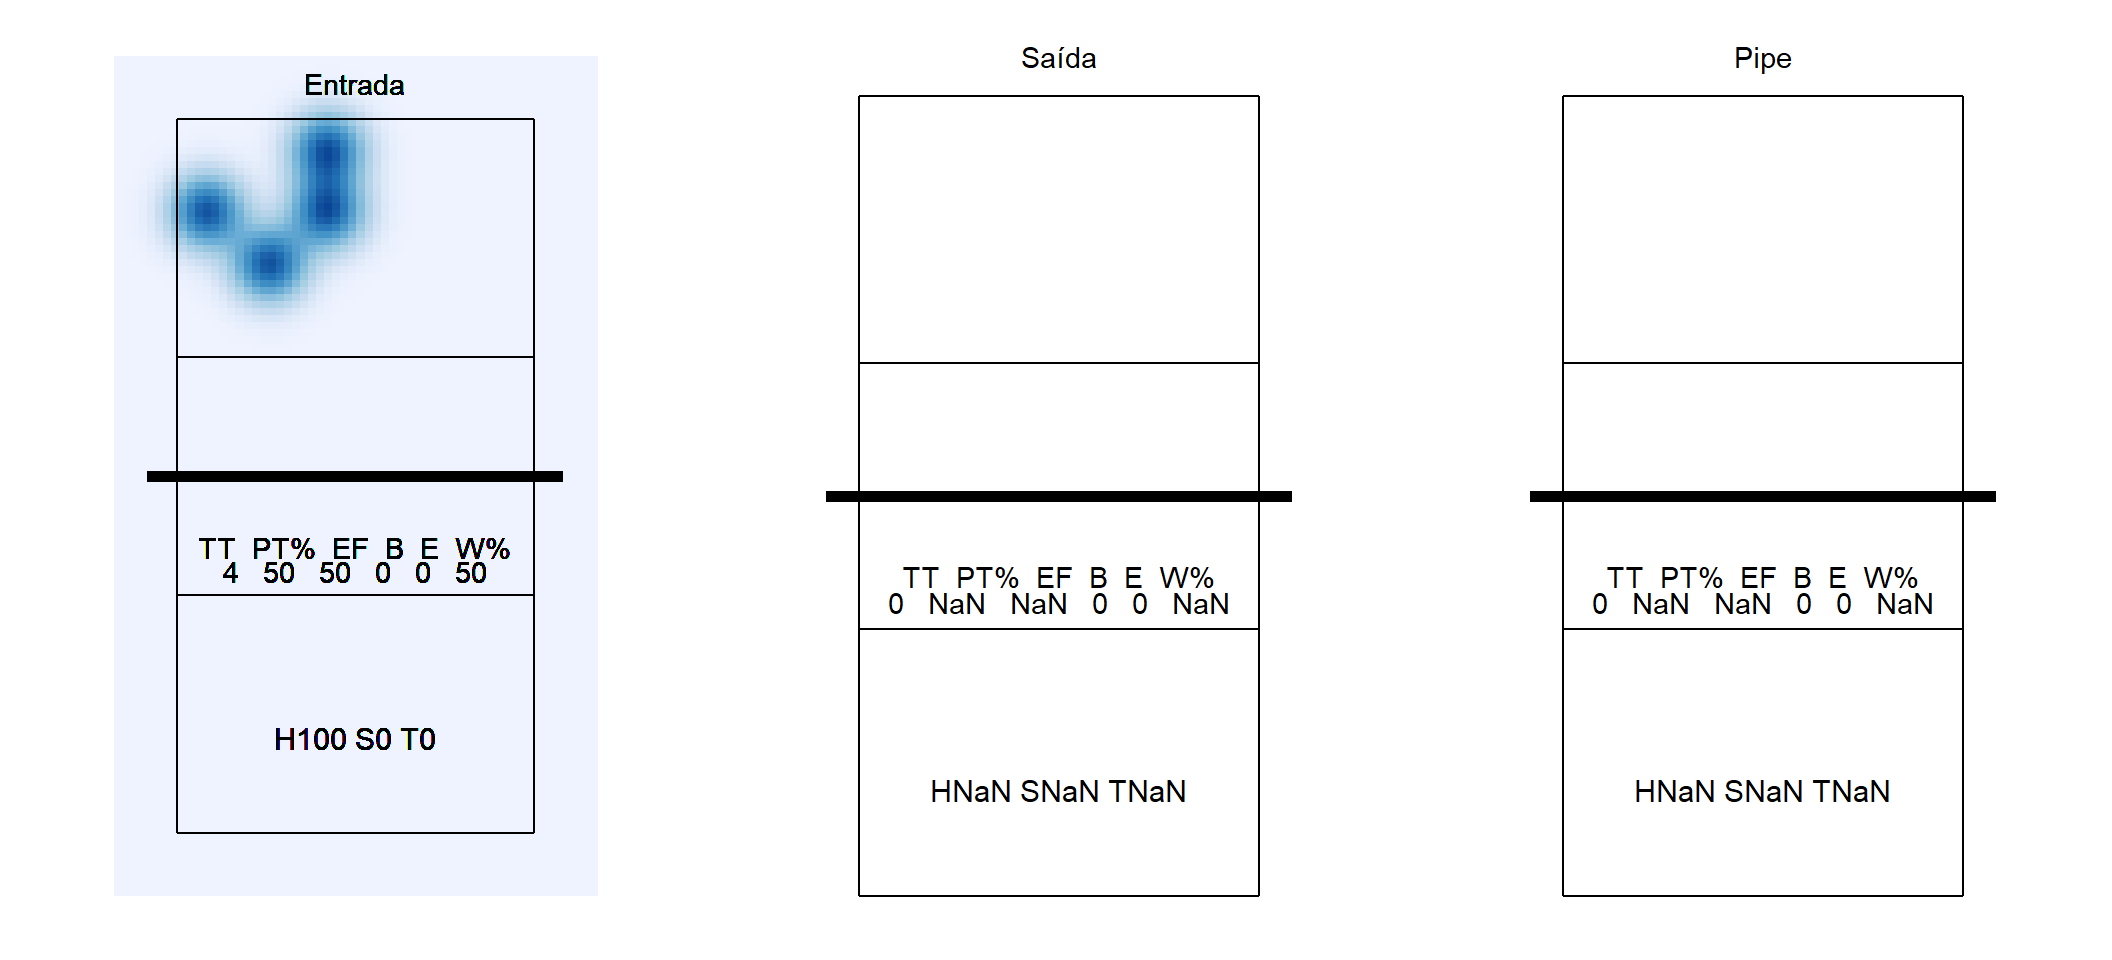 Entrada
TT PT% EF B E W%
4 50 50 0 0 50
H100 S0 T0
Saída
TT PT% EF B E W%
0 NaN NaN 0 0 NaN
HNaN SNaN TNaN
Pipe
TT PT% EF B E W%
0 NaN NaN 0 0 NaN
HNaN SNaN TNaN